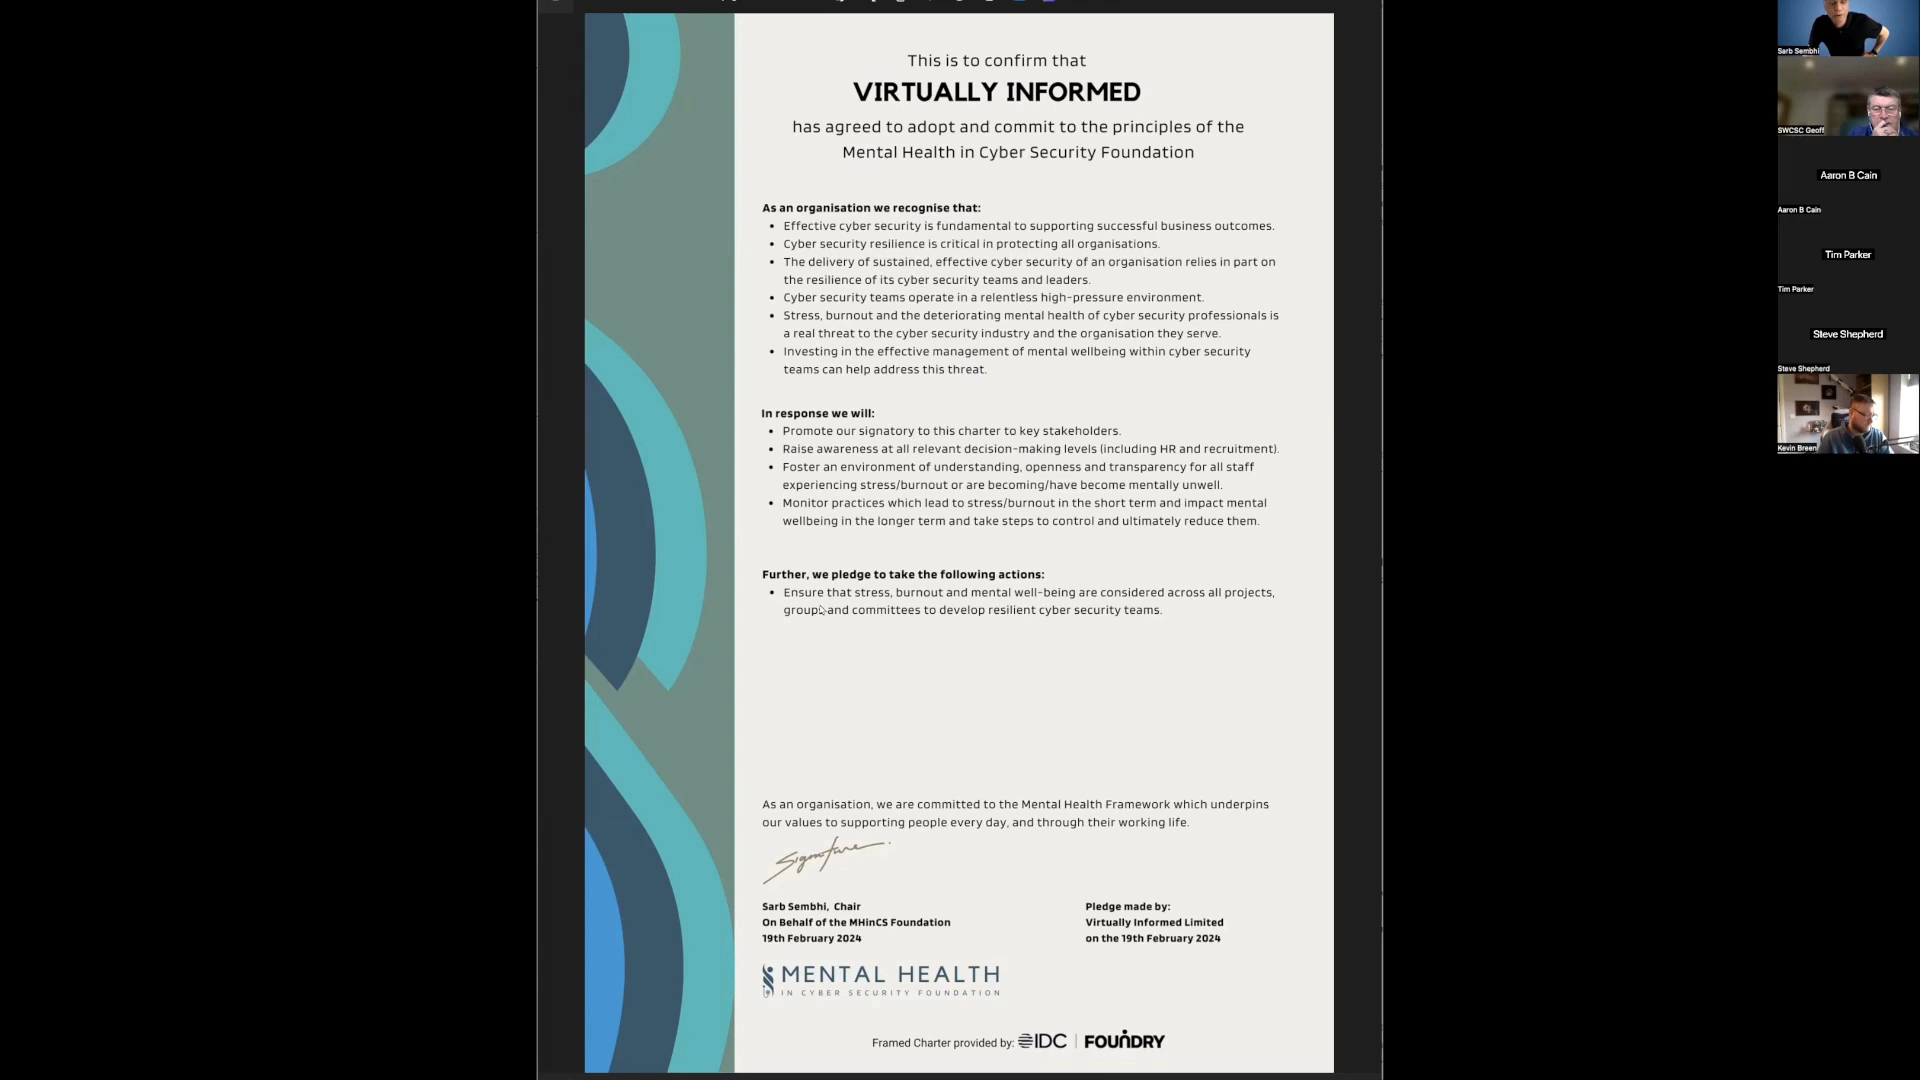 This is to confirm that
VIRTUALLY INFORMED
has agreed to adopt and commit to the principles of the
Mental Health in Cyber Security Foundation
As an organisation we recognise that:
• Effective cyber security is fundamental to supporting successful business outcomes.
• Cyber security resilience is critical in protecting all organisations.
• The delivery of sustained, effective cyber security of an organisation relies in part on
the resilience of its cyber security teams and leaders.
• Cyber security teams operate in a relentless high-pressure environment.
• Stress, burnout and the deteriorating mental health of cyber security professionals is
a real threat to the cyber security industry and the organisation they serve.
• Investing in the effective management of mental wellbeing within cyber security
teams can help address this threat.
In response we will:
• Promote our signatory to this charter to key stakeholders.
• Raise awareness at all relevant decision-making levels (including HR and recruitment).
• Foster an environment of understanding, openness and transparency for all staff
experiencing stress/burnout or are becoming/have become mentally unwell.
• Monitor practices which lead to stress/burnout in the short term and impact mental
wellbeing in the longer term and take steps to control and ultimately reduce them.
Further, we pledge to take the following actions:
• Ensure that stress, burnout and mental well-being are considered across all projects,
groups and committees to develop resilient cyber security teams.
As an organisation, we are committed to the Mental Health Framework which underpins
our values to supporting people every day, and through their working life.
Signature
Sarb Sembhi, Chair
On Behalf of the MHinCS Foundation
19th February 2024
Pledge made by:
Virtually Informed Limited
on the 19th February 2024
MENTAL HEALTH
IN CYBER SECURITY FOUNDATION
Framed Charter provided by: IDC | FOUNDRY
Sarb Sembhi
SWCSC Geoff
Aaron B Cain
Aaron B Cain
Tim Parker
Tim Parker
Steve Shepherd
Steve Shepherd
Kevin Breen